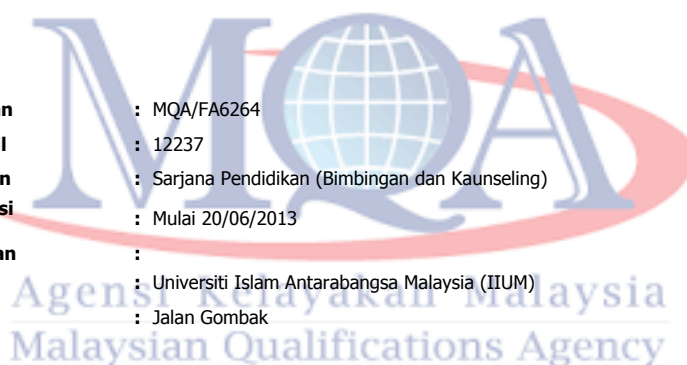 MQA
an : MQA/FA6264
l : 12237
n : Sarjana Pendidikan (Bimbingan dan Kaunseling)
si : Mulai 20/06/2013
an :
: Universiti Islam Antarabangsa Malaysia (IIUM)
: Jalan Gombak
Agensi Kelayakan Malaysia
Malaysian Qualifications Agency